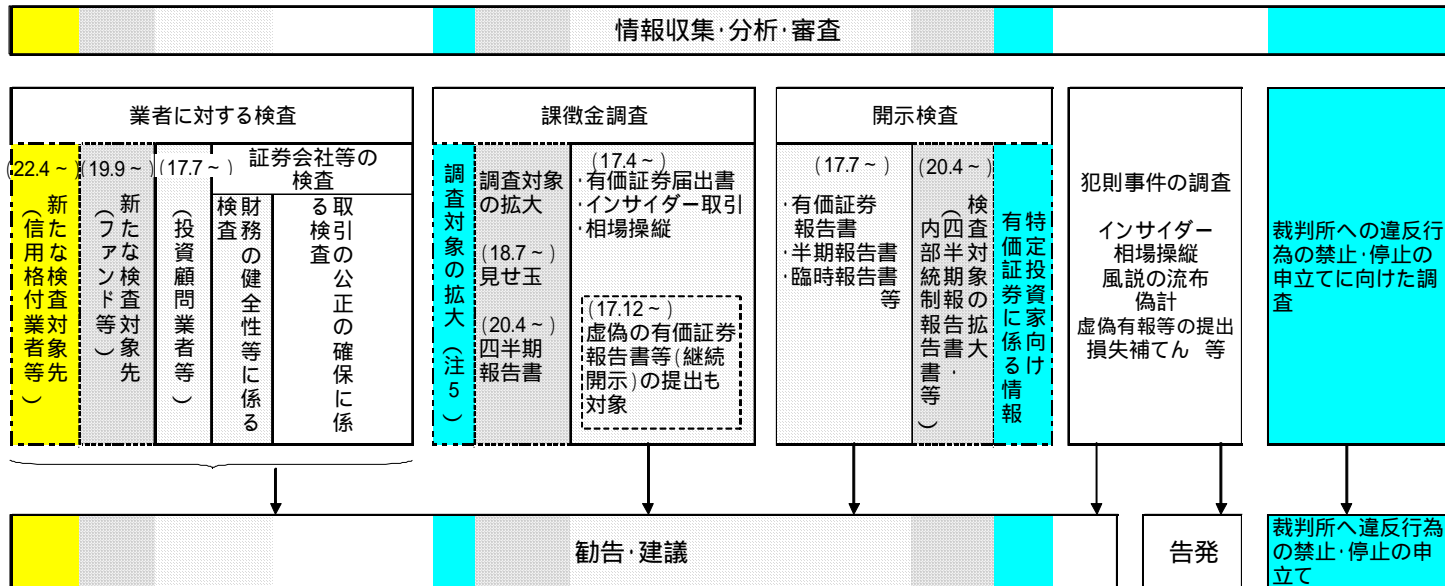 情報収集・分析・審査
業者に対する検査
(22.4～)
新たな検査対象先
(信用格付業者等)
(19.9～)
新たな検査対象先
(ファンド等)
(17.7～)
(投資顧問業者等)
証券会社等の
検査
財務の健全性等に係る
検査
取引の公正の確保に係
る検査
課徴金調査
調査対象の拡大(注5)
調査対象
の拡大
(18.7～)
見せ玉
(20.4～)
四半期
報告書
(17.4～)
・有価証券届出書
・インサイダー取引
・相場操縦
(17.12～)
虚偽の有価証券
報告書等(継続
開示)の提出も
対象
開示検査
(17.7～)
・有価証券
報告書
・半期報告書
・臨時報告書
等
(20.4～)
検査対象の拡大
(四半期報告書・
内部統制報告書等)
特定投資家向け
有価証券に係る情報
犯則事件の調査
インサイダー
相場操縦
風説の流布
偽計
虚偽有報等の提出
損失補てん 等
裁判所への違反行
為の禁止・停止の
申立てに向けた調
査
勧告・建議
告発
裁判所へ違反行為
の禁止・停止の申
立て